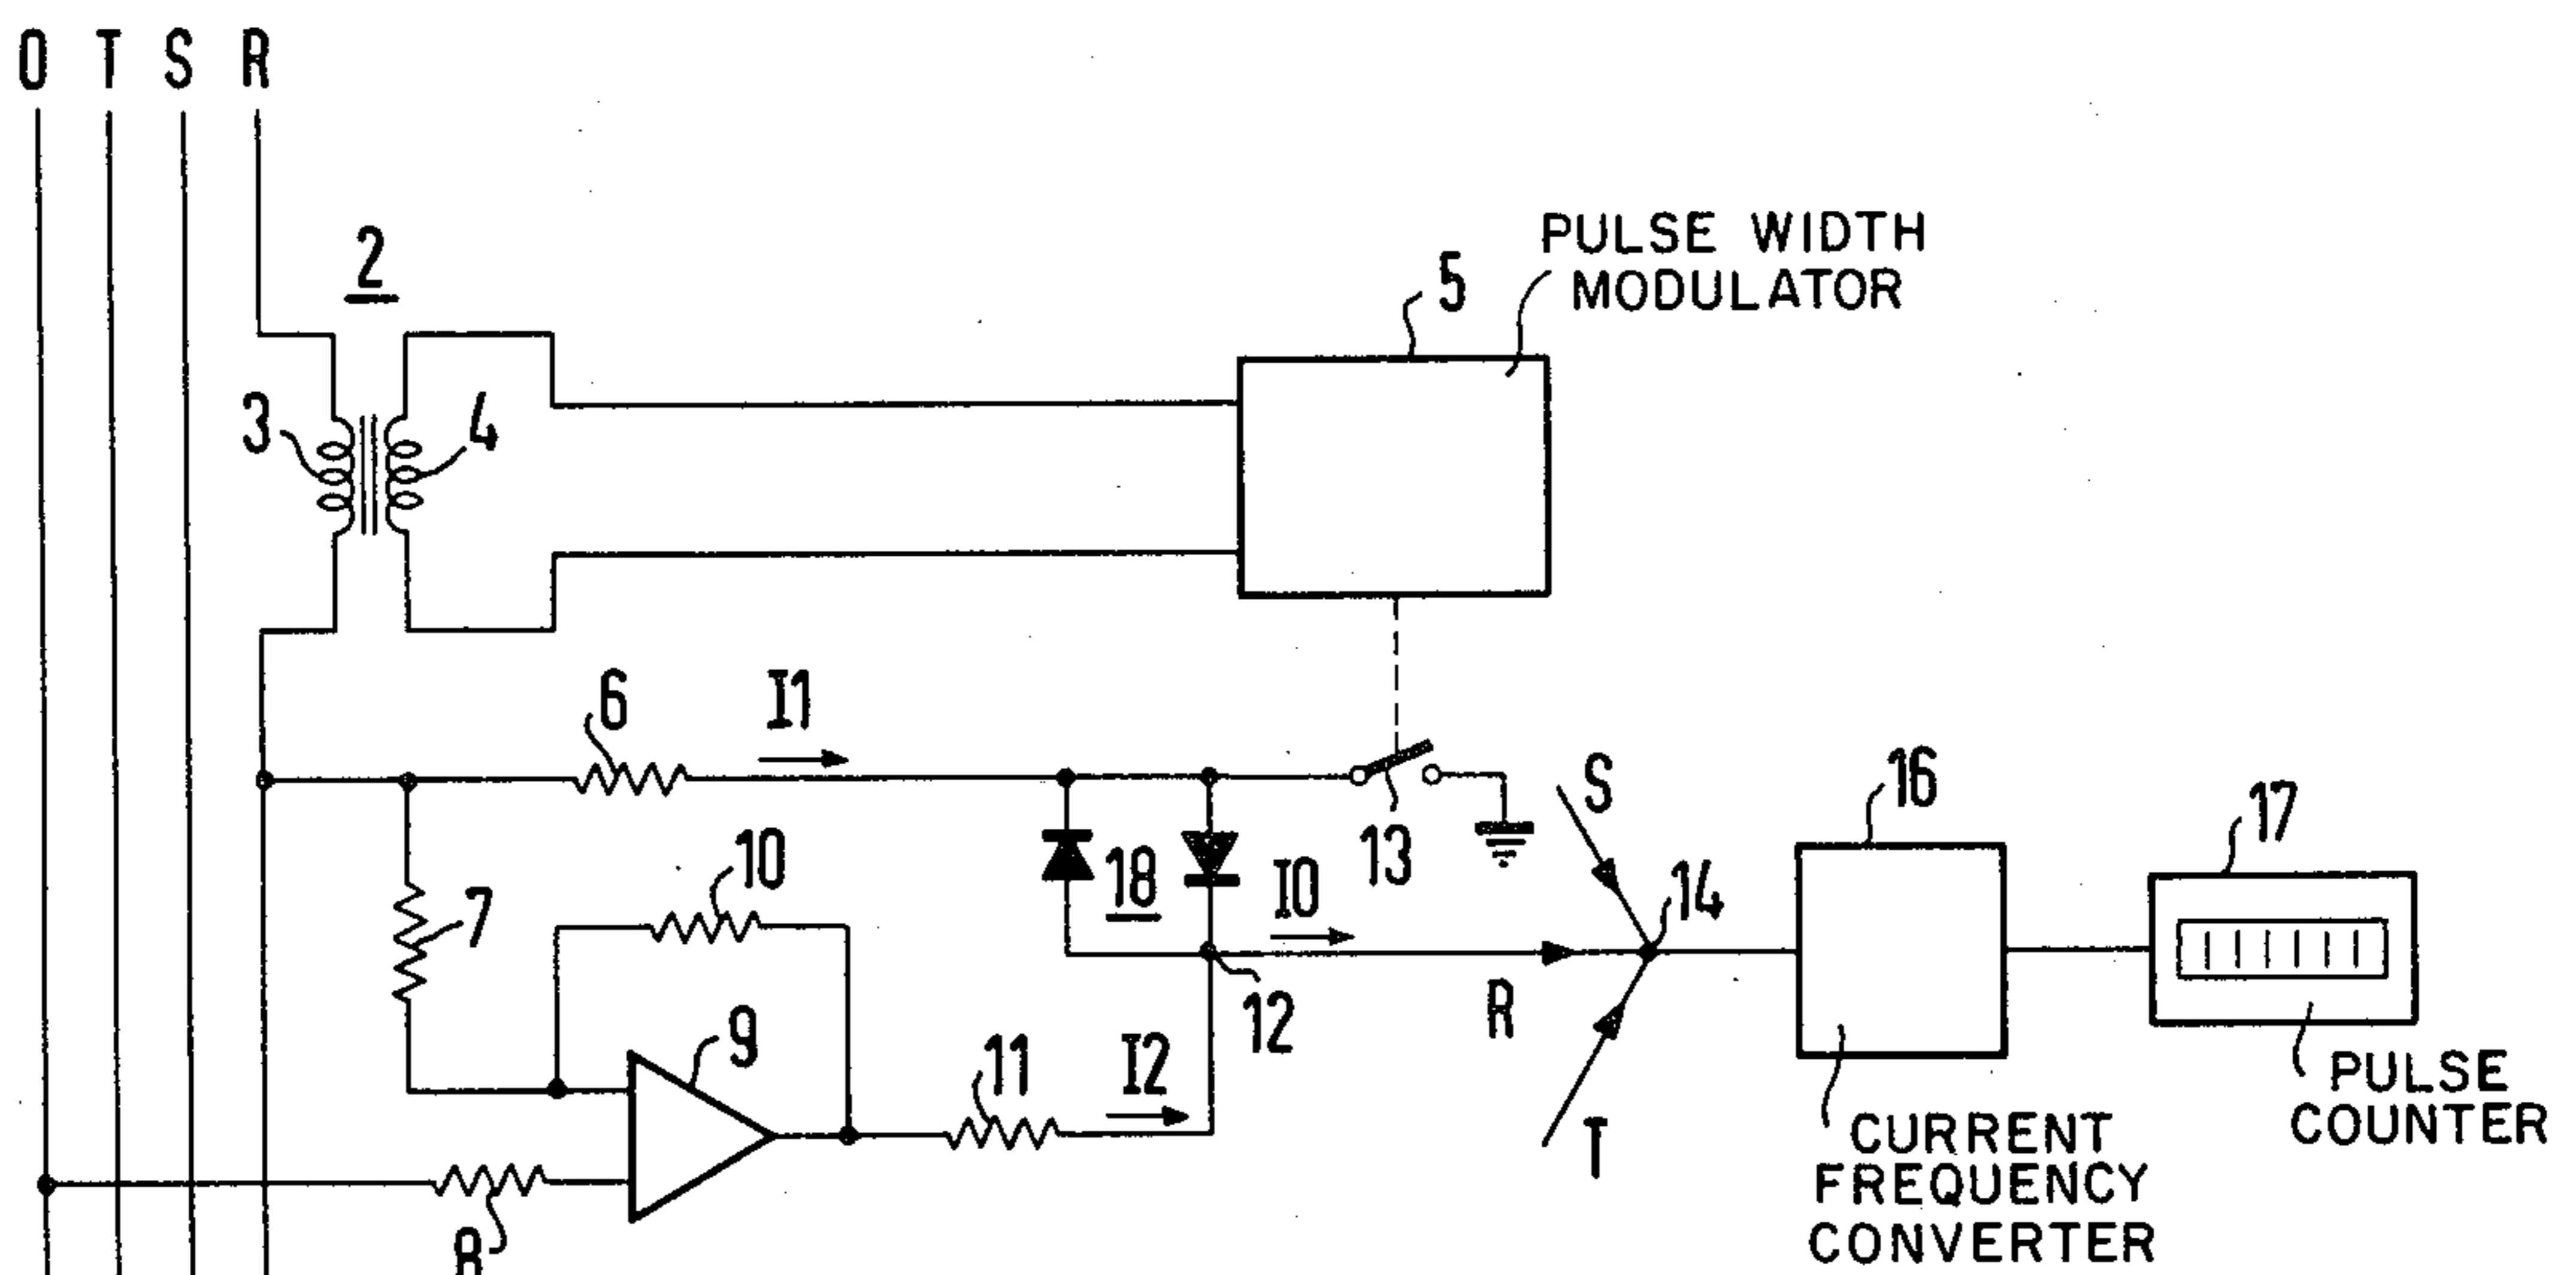 O T S R
2
PULSE WIDTH
MODULATOR
5
3
4
6
I1
13
S
16
17
10
18
I0
14
7
12
R
9
11
I2
T
PULSE
COUNTER
CURRENT
FREQUENCY
CONVERTER
8